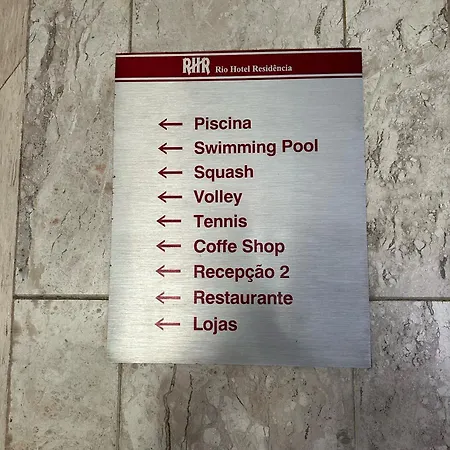 RHR Rio Hotel Residência
← Piscina
← Swimming Pool
← Squash
← Volley
← Tennis
← Coffe Shop
← Recepção 2
← Restaurante
← Lojas